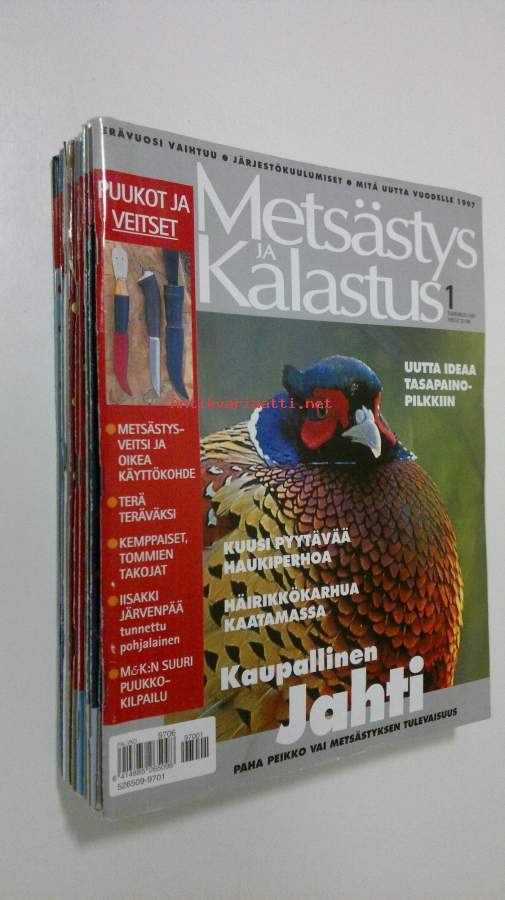 ERÄVUOSI VAIHTUU • JÄRJESTÖKUULUMISET • MITÄ UUTTA VUODELLE 1997
PUUKOT JA
VEITSET
Metsästys
JA
Kalastus
1
UUTTA IDEAA
TASAPAINO-
PILKKIIN
Antikvariaatti.net
METSÄSTYS-
VEITSI JA
OIKEA
KÄYTTÖKOHDE
TERÄ
TERÄVÄKSI
KEMPPAISET,
TOMMIEN
TAKOJAT
IISAKKI
JÄRVENPÄÄ
tunnettu
pohjalainen
M&K:N SUURI
PUUKKO-
KILPAILU
KUUSI PYYTÄVÄÄ
HAUKIPERHOA
HÄIRIKKÖKARHUA
KAATAMASSA
Kaupallinen
Jahti
PAHA PEIKKO VAI METSÄSTYKSEN TULEVAISUUS
9706
97001
526509-9701